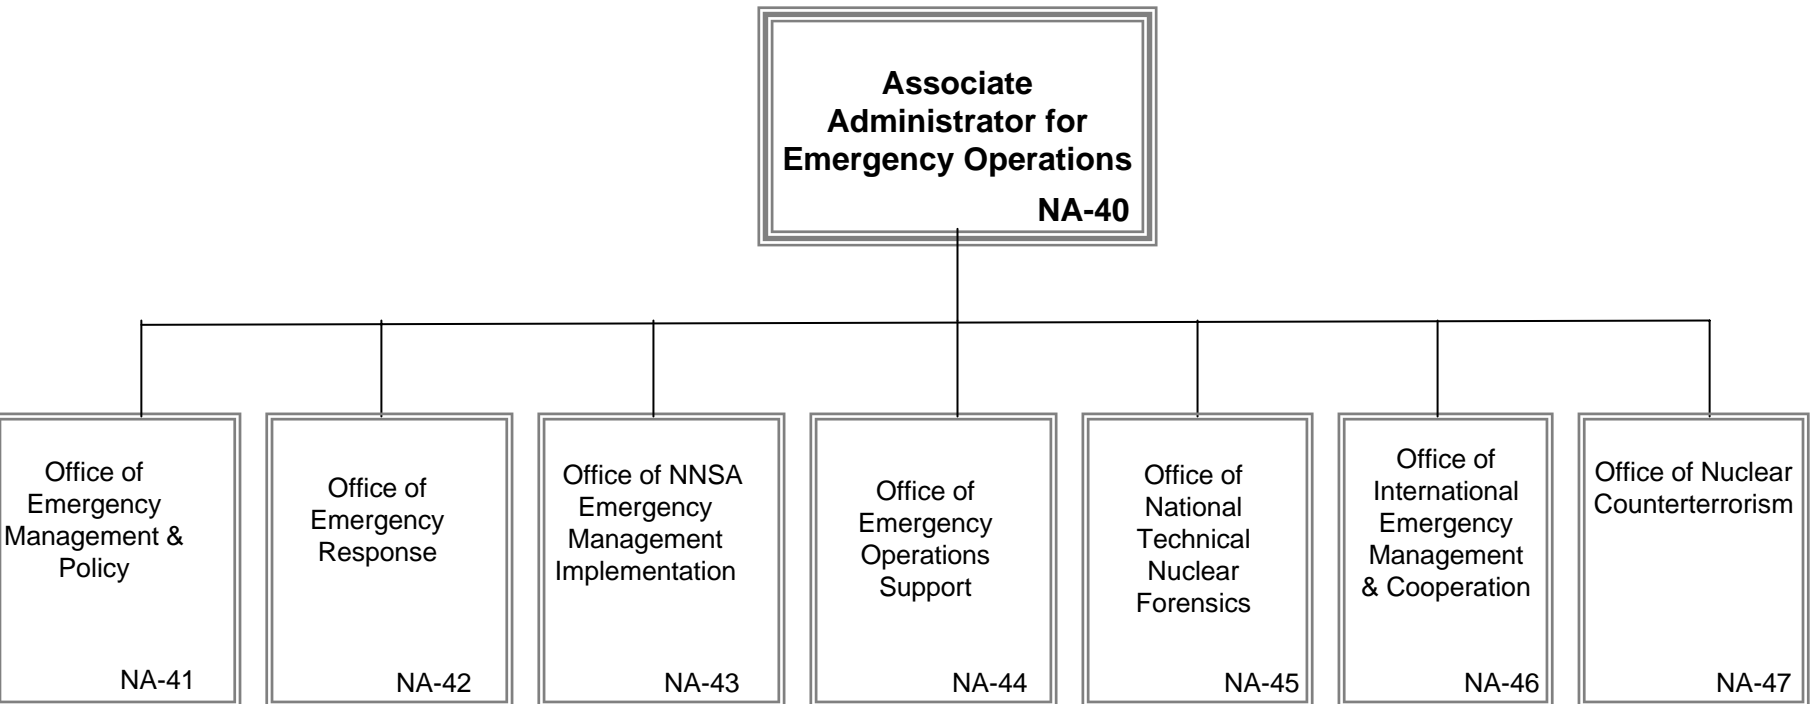 Associate
Administrator for
Emergency Operations
NA-40
Office of
Emergency
Management &
Policy
NA-41
Office of
Emergency
Response
NA-42
Office of NNSA
Emergency
Management
Implementation
NA-43
Office of
Emergency
Operations
Support
NA-44
Office of
National
Technical
Nuclear
Forensics
NA-45
Office of
International
Emergency
Management
& Cooperation
NA-46
Office of Nuclear
Counterterrorism
NA-47